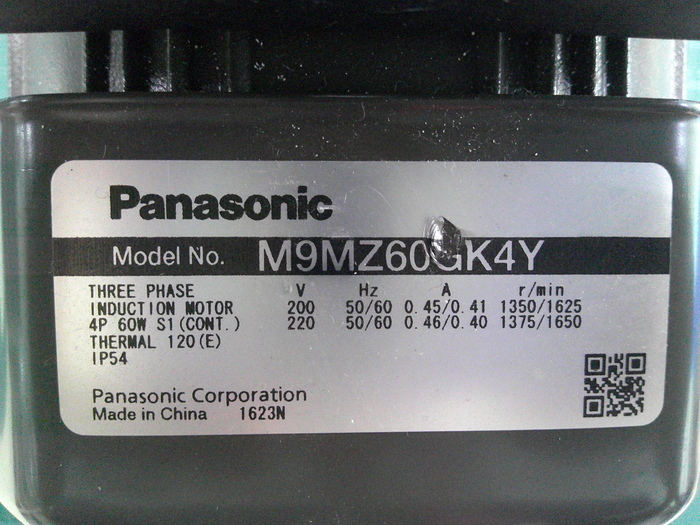 Panasonic
Model No. M9MZ60GK4Y
THREE PHASE V Hz A r/min
INDUCTION MOTOR 200 50/60 0.45/0.41 1350/1625
4P 60W S1(CONT.) 220 50/60 0.46/0.40 1375/1650
THERMAL 120(E)
IP54
Panasonic Corporation
Made in China 1623N